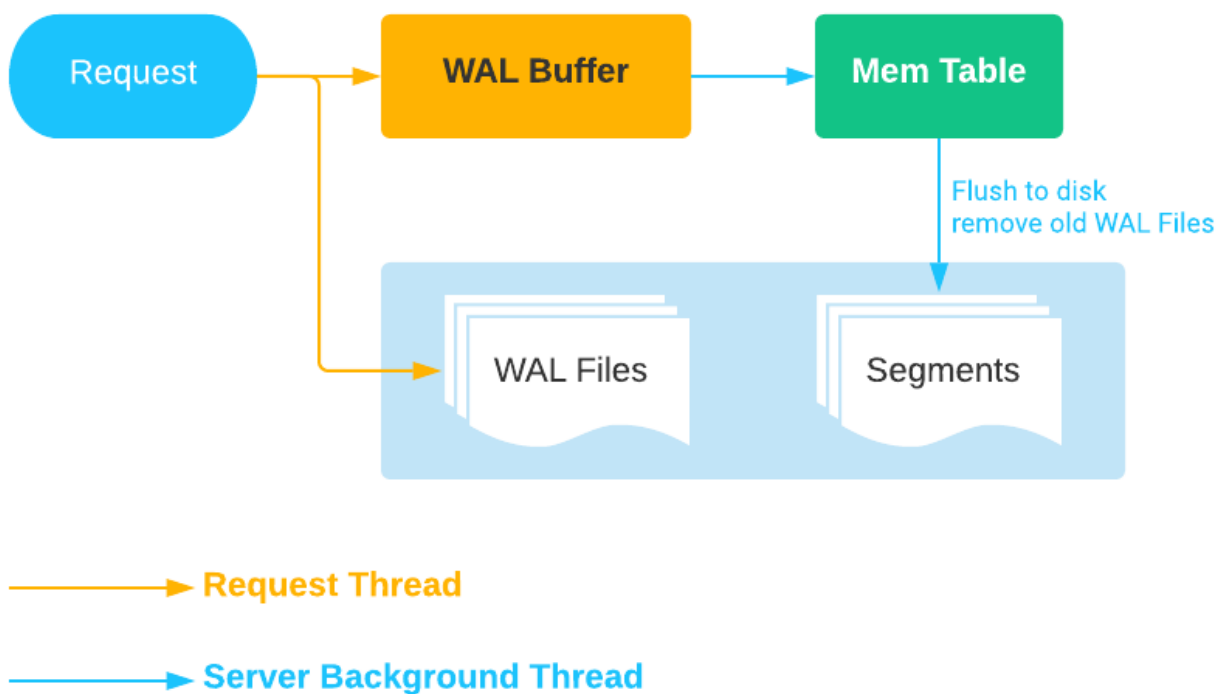 Request
WAL Buffer
Mem Table
Flush to disk
remove old WAL Files
WAL Files
Segments
Request Thread
Server Background Thread